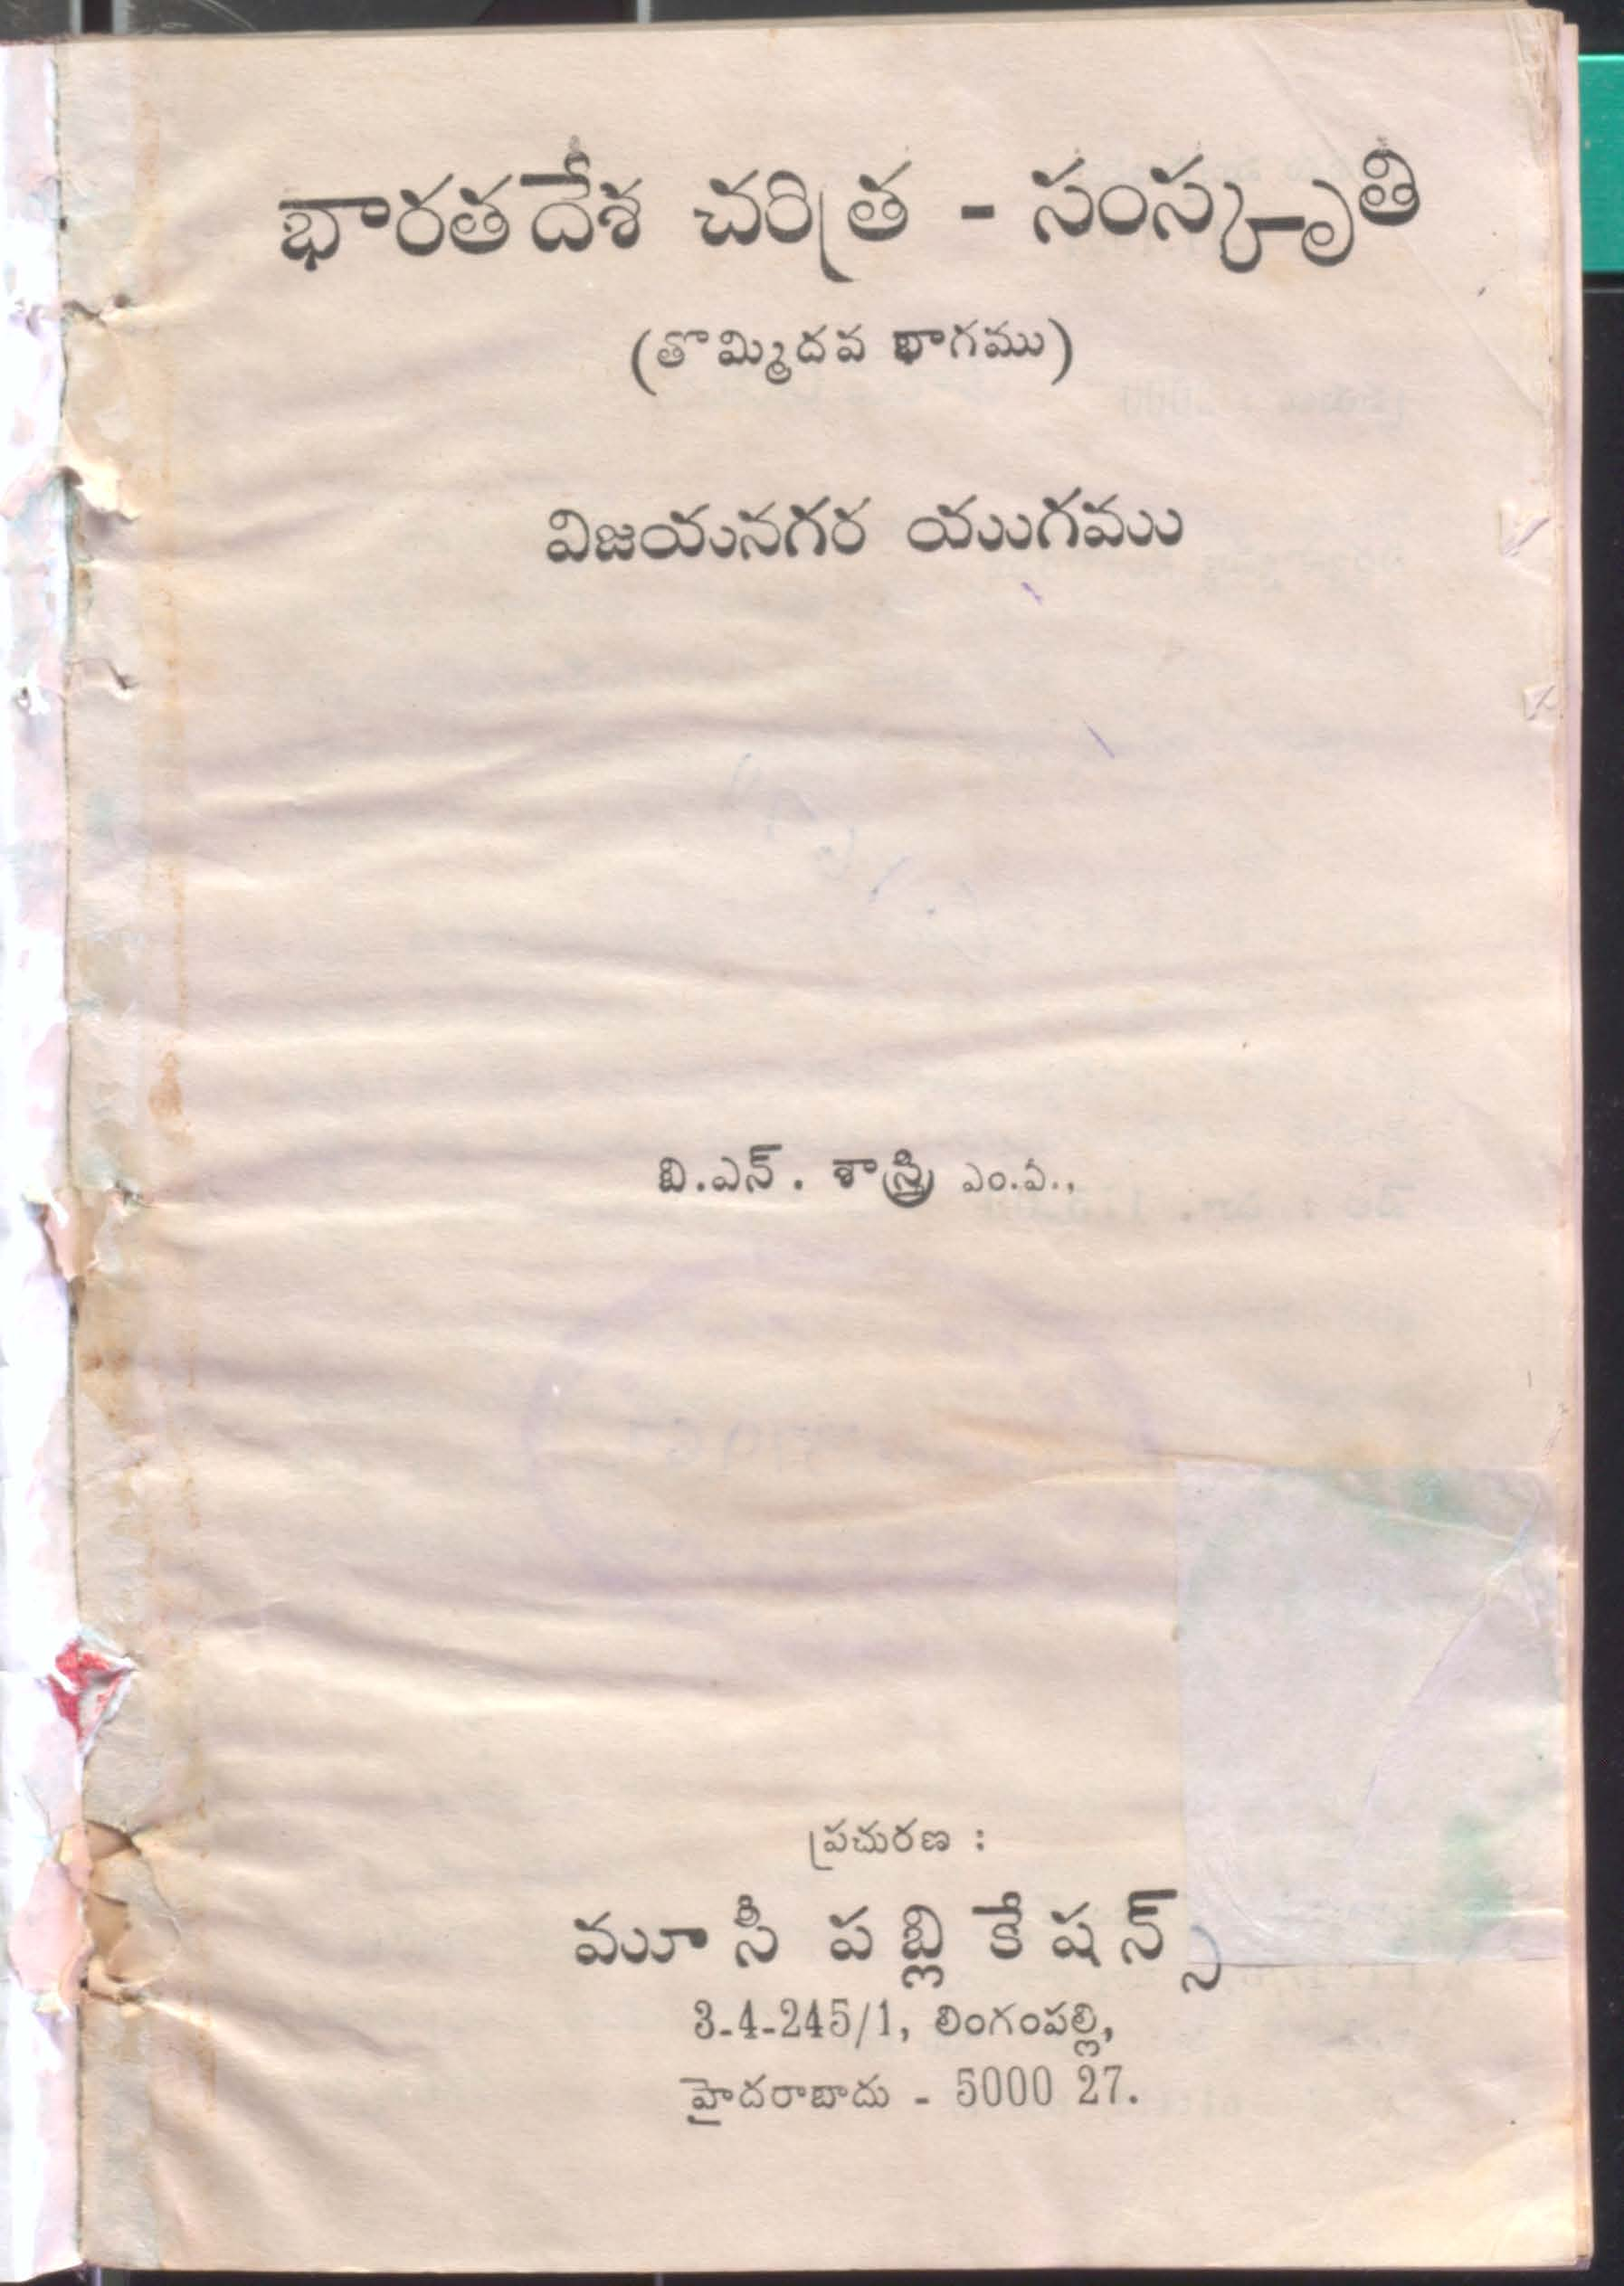 భారతదేశ చరిత్ర - సంస్కృతి
(తొమ్మిదవ భాగము)
విజయనగర యుగము
బి.ఎన్. శాస్త్రి ఎం.ఏ.,
ప్రచురణ :
మూసీ పబ్లికేషన్స్
3-4-245/1, లింగంపల్లి,
హైదరాబాదు - 5000 27.